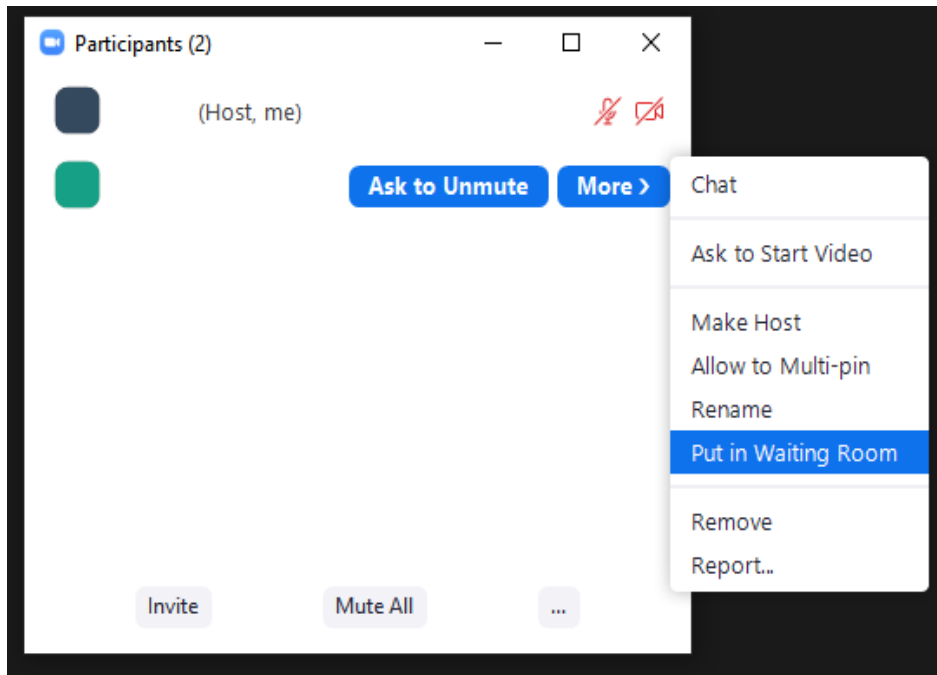 Participants (2)
(Host, me)
Ask to Unmute
More >
Chat
Ask to Start Video
Make Host
Allow to Multi-pin
Rename
Put in Waiting Room
Remove
Report...
Invite
Mute All
...